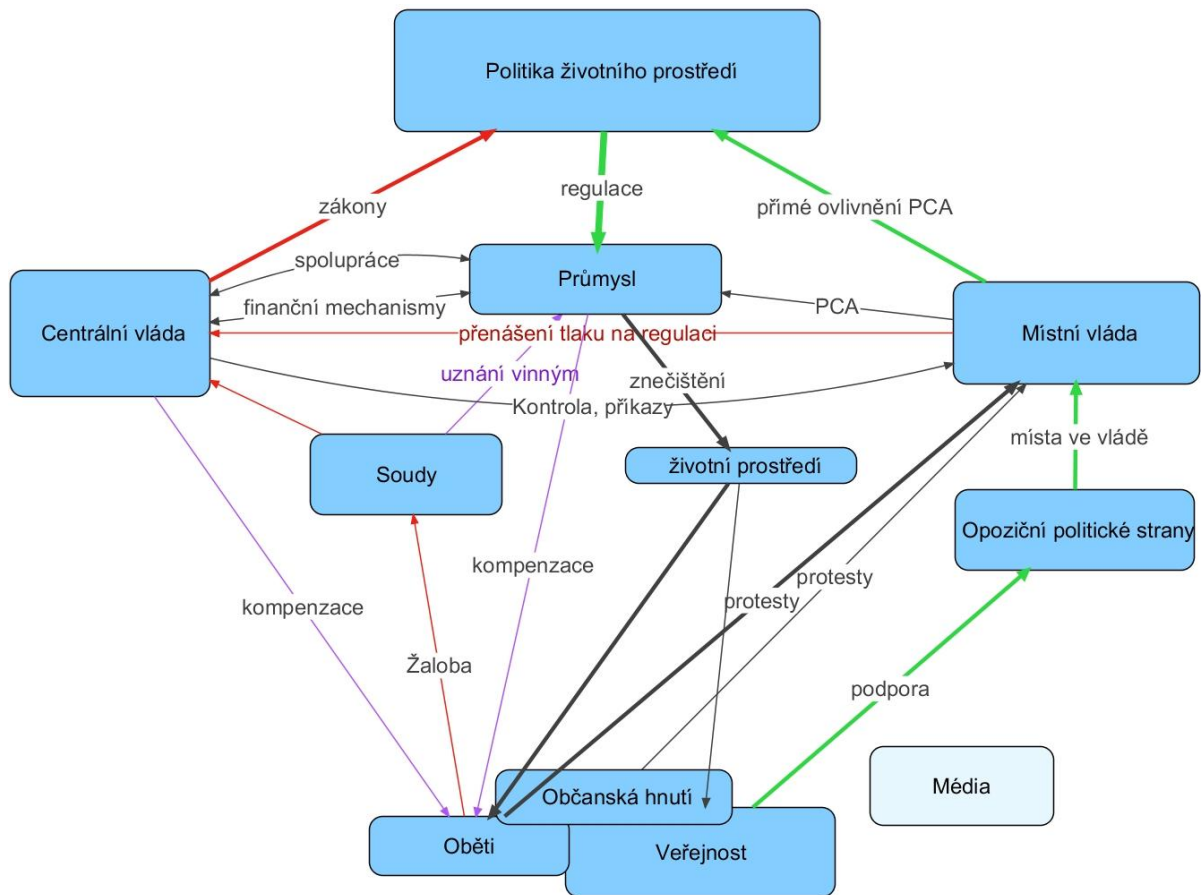 Politika životního prostředí
regulace
zákony
přímé ovlivnění PCA
spolupráce
Průmysl
finanční mechanismy
PCA
Centrální vláda
přenášení tlaku na regulaci
Místní vláda
uznání vinným
znečištění
Kontrola, příkazy
místa ve vládě
životní prostředí
Soudy
Opoziční politické strany
kompenzace
protesty
protesty
kompenzace
Žaloba
podpora
Média
Občanská hnutí
Oběti
Veřejnost